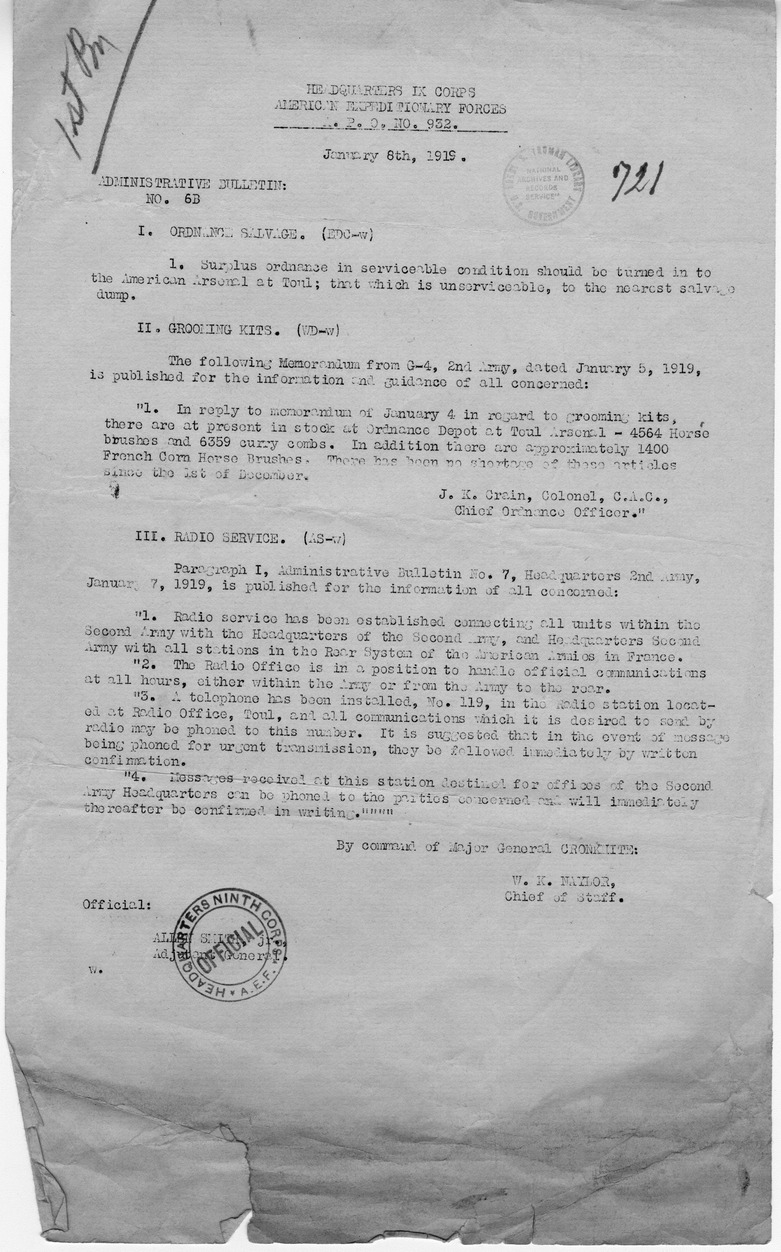 1st Bn
HEADQUARTERS IX CORPS
AMERICAN EXPEDITIONARY FORCES
A. P. O. NO. 932.
January 8th, 1919.
HARRY S. TRUMAN LIBRARY
NATIONAL
ARCHIVES AND
RECORDS
SERVICE
U.S. GOVERNMENT
721
ADMINISTRATIVE BULLETIN:
NO. 6B
I. ORDNANCE SALVAGE. (EDC-w)
1. Surplus ordnance in serviceable condition should be turned in to
the American Arsenal at Toul; that which is unserviceable, to the nearest salvage
dump.
II. GROOMING KITS. (WD-w)
The following Memorandum from G-4, 2nd Army, dated January 5, 1919,
is published for the information and guidance of all concerned:
"1. In reply to memorandum of January 4 in regard to grooming kits,
there are at present in stock at Ordnance Depot at Toul Arsenal - 4564 Horse
brushes and 6359 curry combs. In addition there are approximately 1400
French Corn Horse Brushes. There has been no shortage of these articles
since the 1st of December.
J. K. Crain, Colonel, C.A.C.,
Chief Ordnance Officer."
III. RADIO SERVICE. (AS-w)
Paragraph I, Administrative Bulletin No. 7, Headquarters 2nd Army,
January 7, 1919, is published for the information of all concerned:
"1. Radio service has been established connecting all units within the
Second Army with the Headquarters of the Second Army, and Headquarters Second
Army with all stations in the Rear System of the American Armies in France.
"2. The Radio Office is in a position to handle official communications
at all hours, either within the Army or from the Army to the rear.
"3. A telephone has been installed, No. 119, in the Radio station locat-
ed at Radio Office, Toul, and all communications which it is desired to send by
radio may be phoned to this number. It is suggested that in the event of message
being phoned for urgent transmission, they be followed immediately by written
confirmation.
"4. Messages received at this station destined for offices of the Second
Army Headquarters can be phoned to the parties concerned and will immediately
thereafter be confirmed in writing.""""
By command of Major General CRONKHITE:
W. K. NAYLOR,
Chief of Staff.
Official:
ALLEN SMITH, jr.,
Adjutant General.
w.
HEADQUARTERS NINTH CORPS
OFFICIAL
A.E.F.